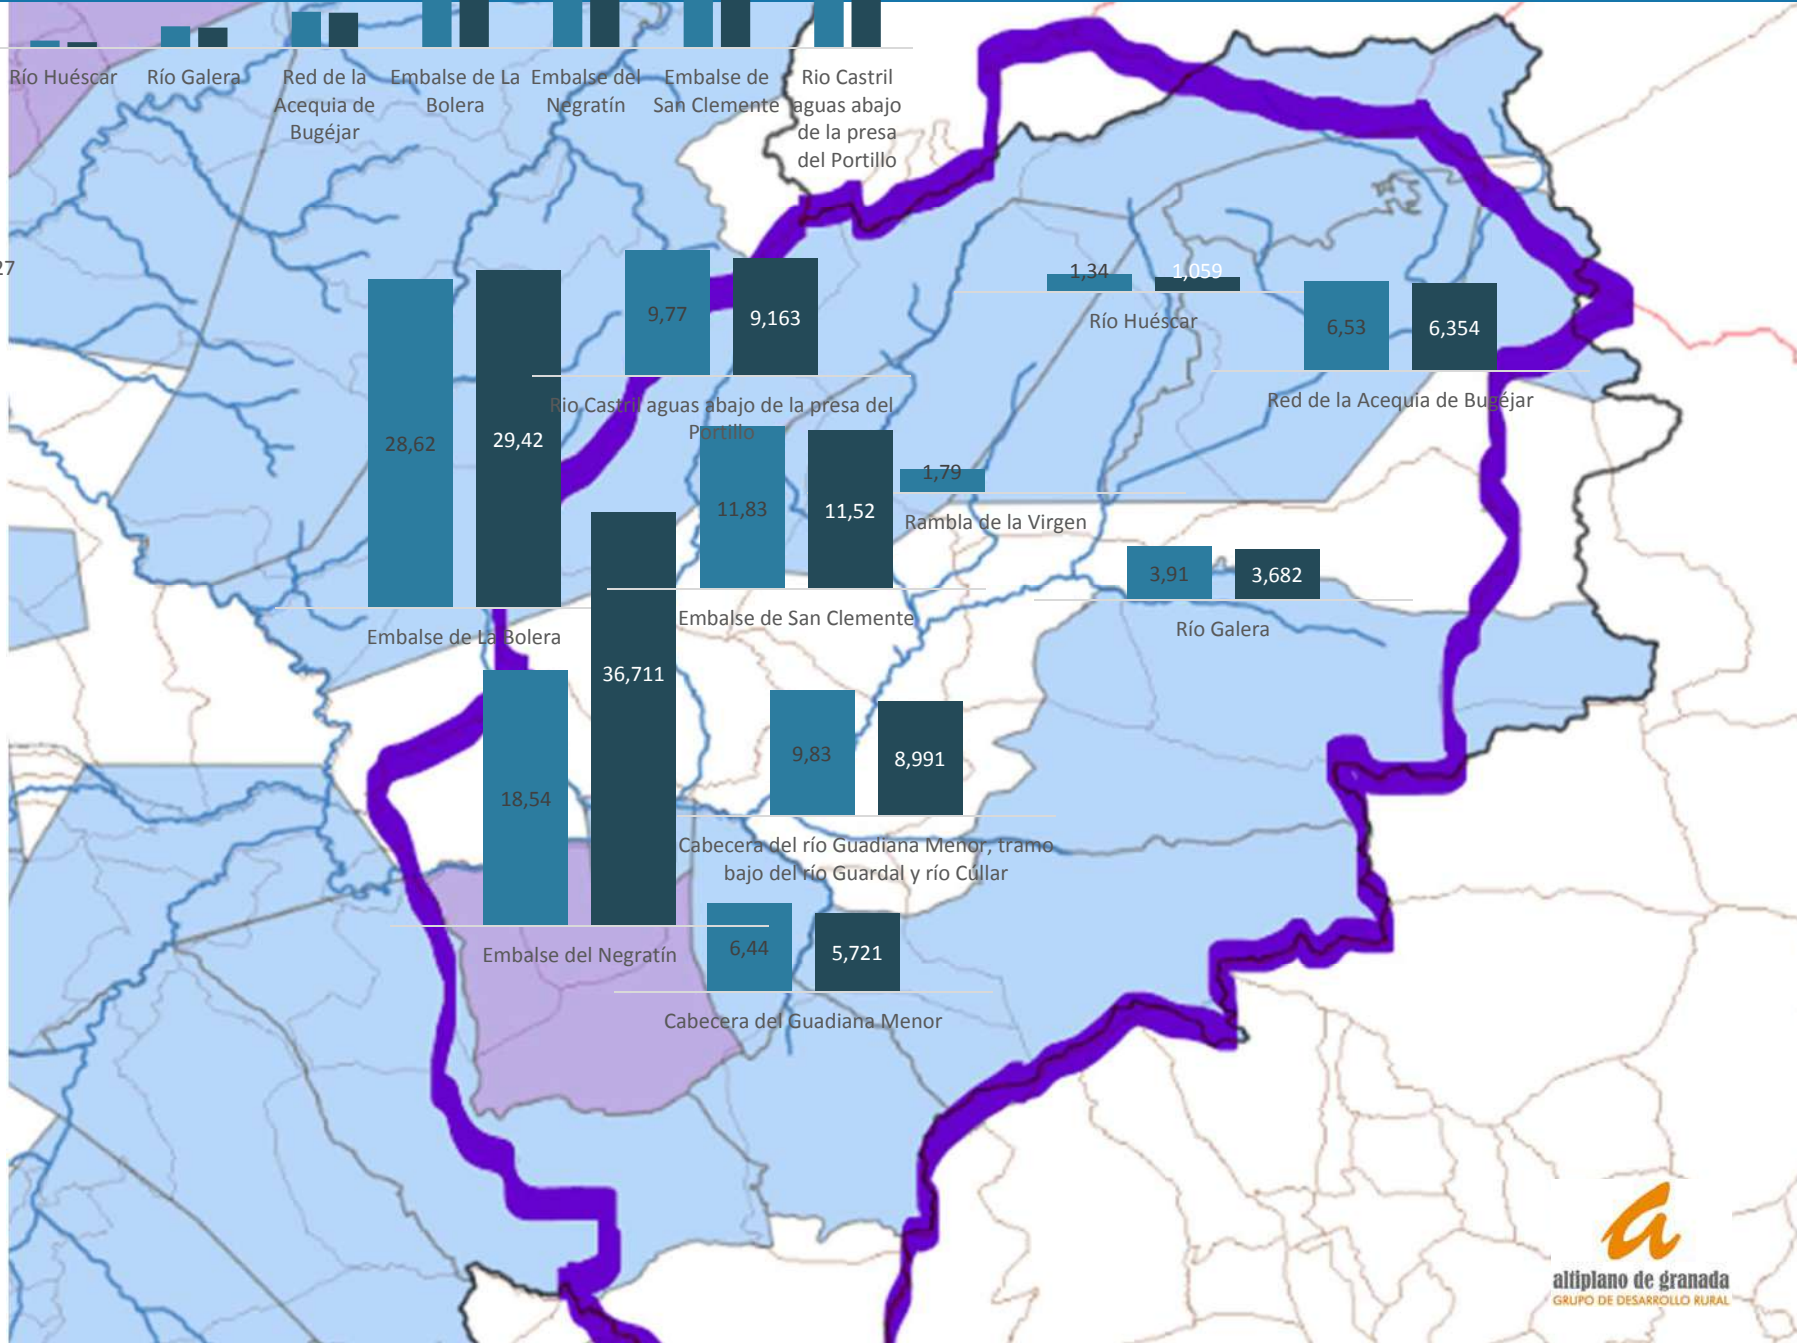 Río Huéscar
Río Galera
Red de la
Acequia de
Bugéjar
Embalse de La
Bolera
Embalse del
Negratín
Embalse de
San Clemente
Rio Castril
aguas abajo
de la presa
del Portillo
27
9,77
9,163
Rio Castril aguas abajo de la presa del
Portillo
1,34
1,059
Río Huéscar
6,53
6,354
Red de la Acequia de Bugéjar
28,62
29,42
Embalse de La Bolera
11,83
11,52
Embalse de San Clemente
1,79
Rambla de la Virgen
3,91
3,682
Río Galera
18,54
36,711
Embalse del Negratín
9,83
8,991
Cabecera del río Guadiana Menor, tramo
bajo del río Guardal y río Cúllar
6,44
5,721
Cabecera del Guadiana Menor
a
altiplano de granada
GRUPO DE DESARROLLO RURAL